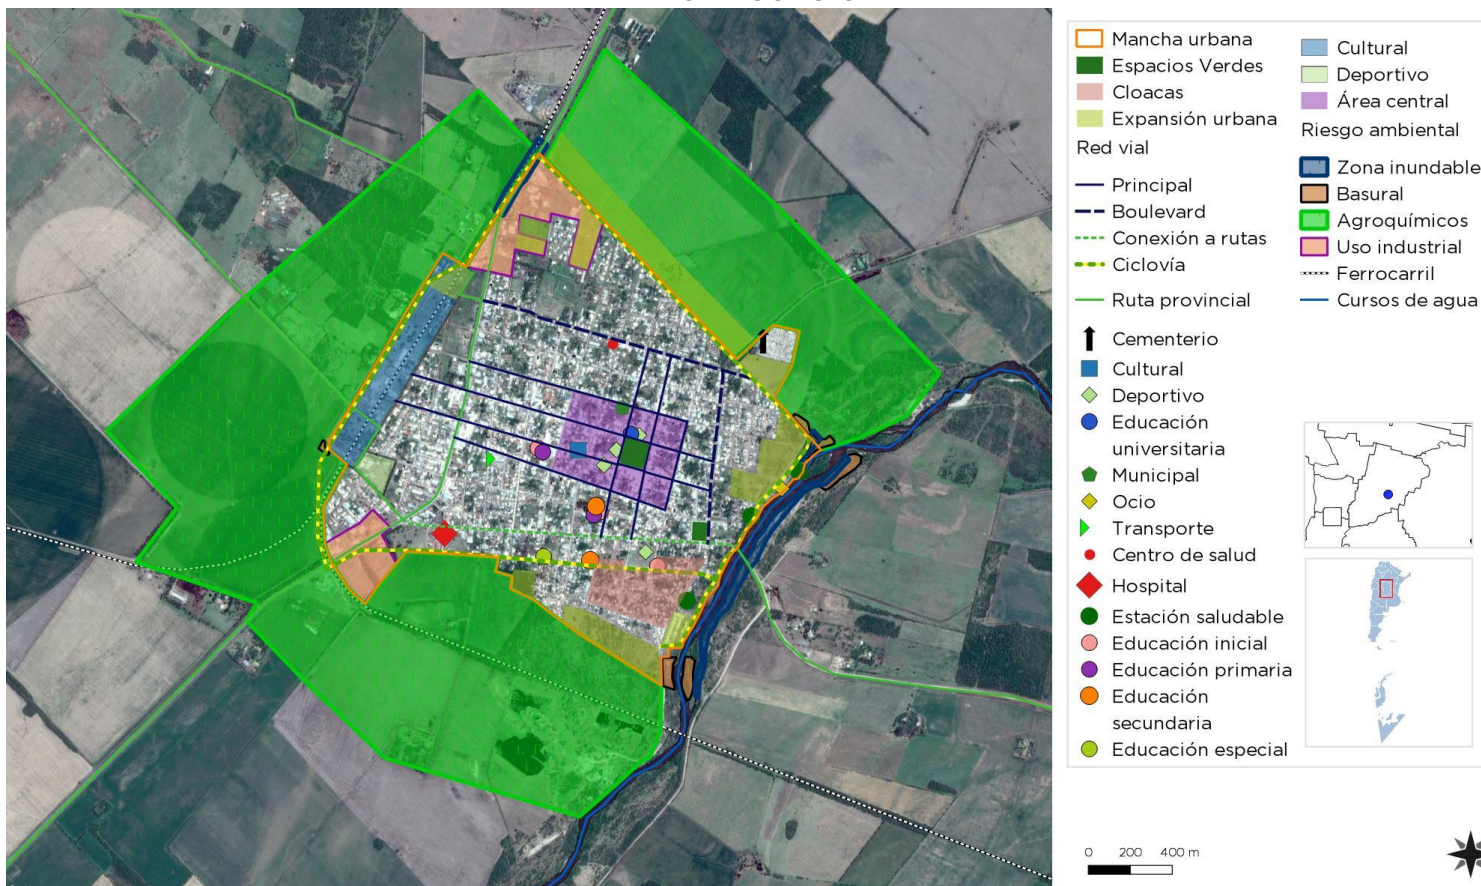 Mancha urbana
Espacios Verdes
Cloacas
Expansión urbana
Red vial
Principal
Boulevard
Conexión a rutas
Ciclovía
Ruta provincial
Cementerio
Cultural
Deportivo
Educación
universitaria
Municipal
Ocio
Transporte
Centro de salud
Hospital
Estación saludable
Educación inicial
Educación primaria
Educación
secundaria
Educación especial
Cultural
Deportivo
Área central
Riesgo ambiental
Zona inundable
Basural
Agroquímicos
Uso industrial
Ferrocarril
Cursos de agua
0 200 400 m